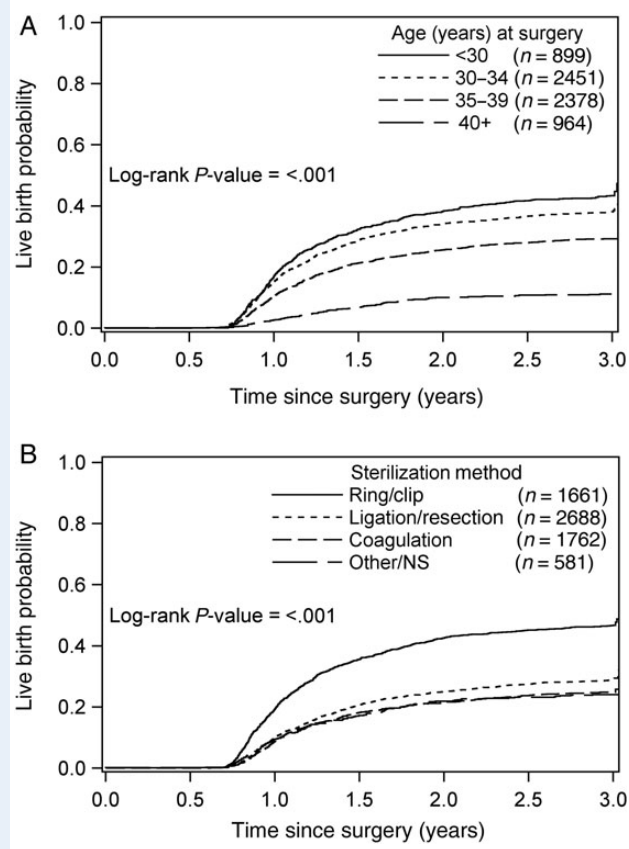 A
Age (years) at surgery
<30 (n = 899)
30–34 (n = 2451)
35–39 (n = 2378)
40+ (n = 964)
Log-rank P-value = <.001
Live birth probability
1.0
0.8
0.6
0.4
0.2
0.0
0.0 0.5 1.0 1.5 2.0 2.5 3.0
Time since surgery (years)
B
Sterilization method
Ring/clip (n = 1661)
Ligation/resection (n = 2688)
Coagulation (n = 1762)
Other/NS (n = 581)
Log-rank P-value = <.001
Live birth probability
1.0
0.8
0.6
0.4
0.2
0.0
0.0 0.5 1.0 1.5 2.0 2.5 3.0
Time since surgery (years)